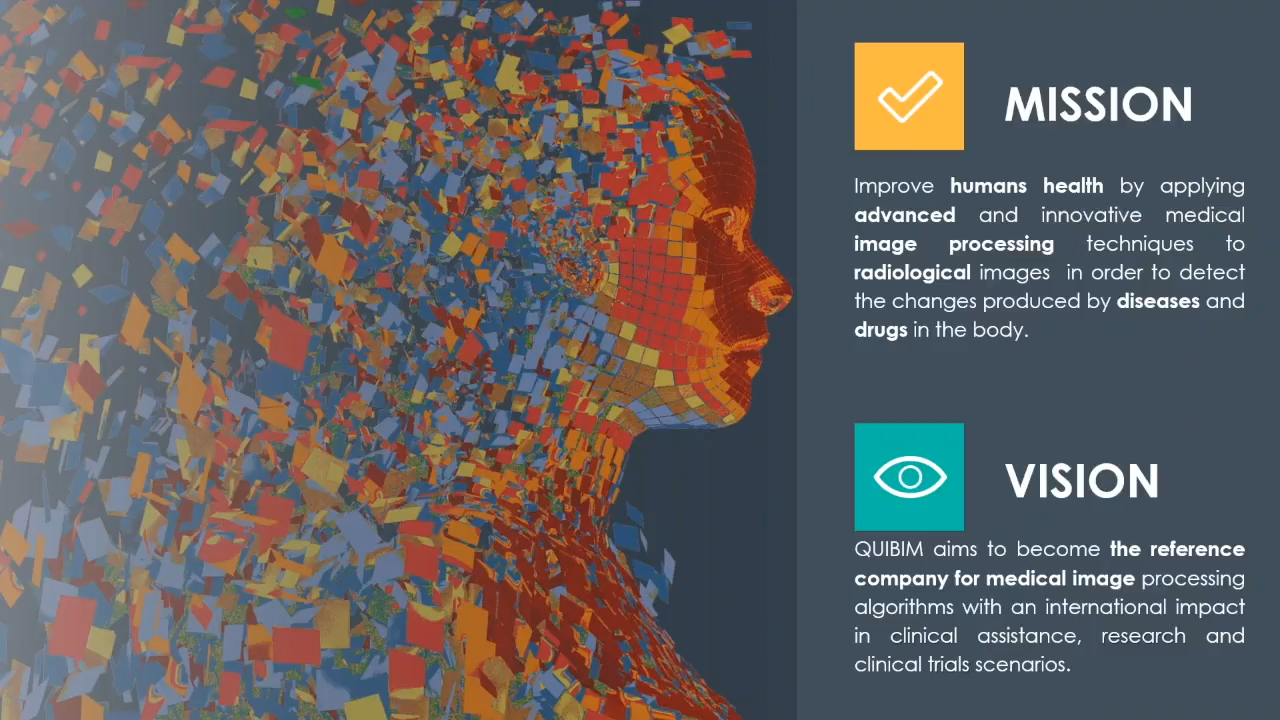 MISSION
Improve humans health by applying
advanced and innovative medical
image processing techniques to
radiological images in order to detect
the changes produced by diseases and
drugs in the body.
VISION
QUIBIM aims to become the reference
company for medical image processing
algorithms with an international impact
in clinical assistance, research and
clinical trials scenarios.